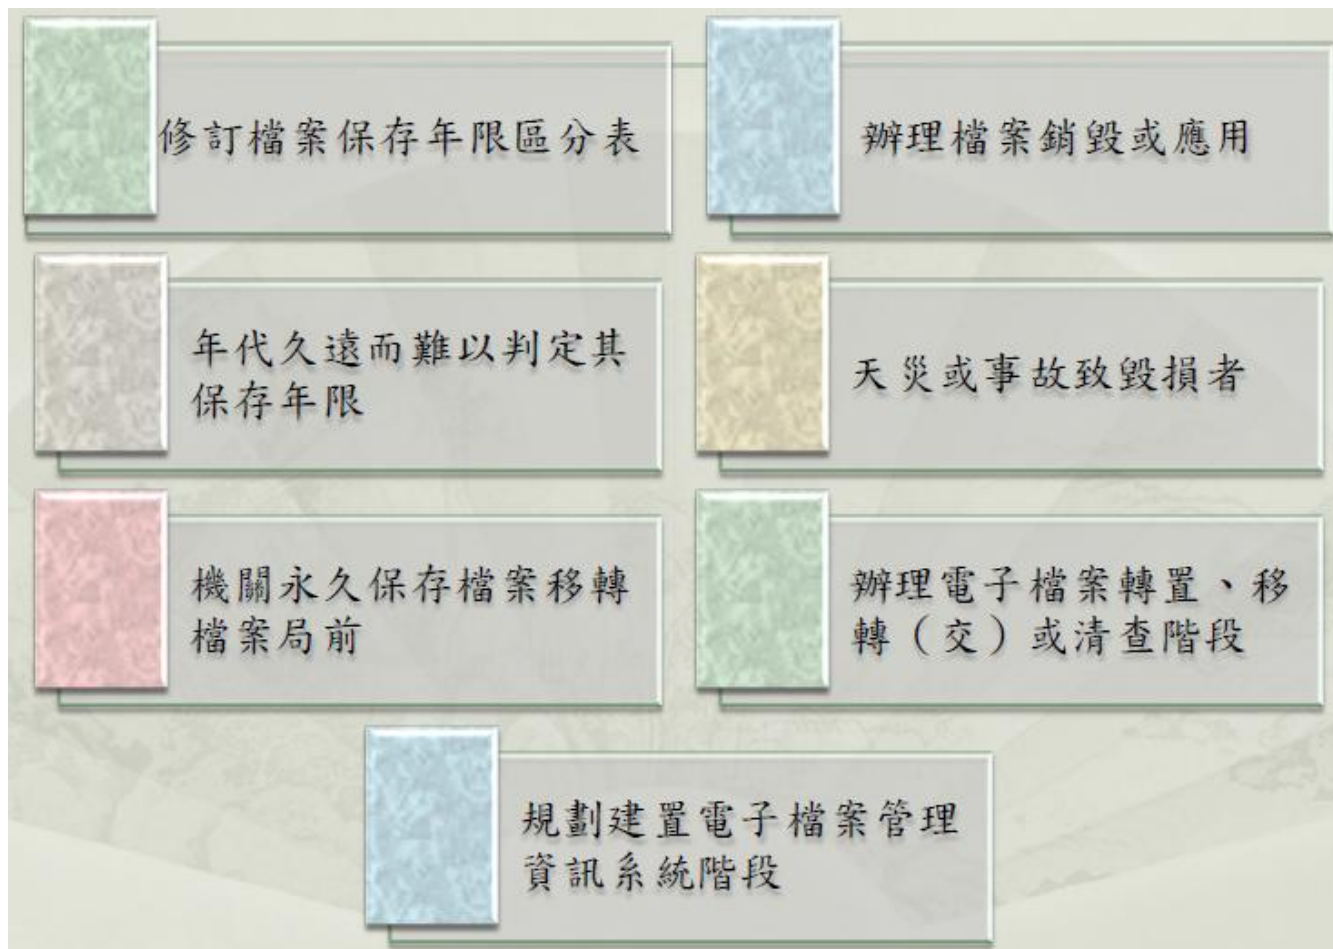 修訂檔案保存年限區分表
辦理檔案銷毀或應用
年代久遠而難以判定其
保存年限
天災或事故致毀損者
機關永久保存檔案移轉
檔案局前
辦理電子檔案轉置、移
轉（交）或清查階段
規劃建置電子檔案管理
資訊系統階段